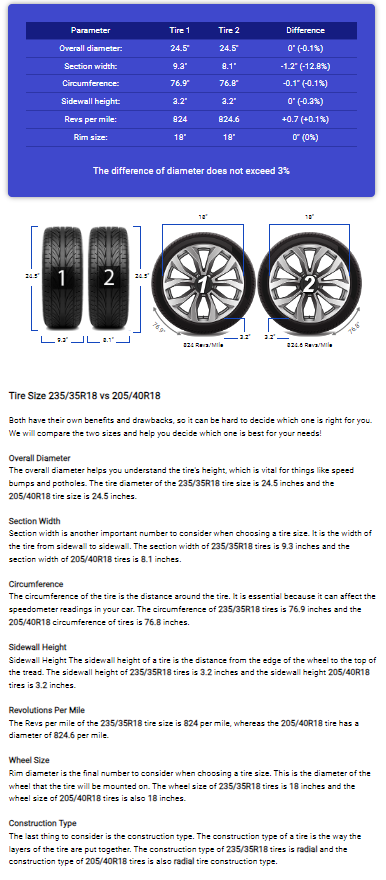 Parameter Tire 1 Tire 2 Difference
Overall diameter: 24.5" 24.5" 0" (-0.1%)
Section width: 9.3" 8.1" -1.2" (-12.8%)
Circumference: 76.9" 76.8" -0.1" (-0.1%)
Sidewall height: 3.2" 3.2" 0" (-0.3%)
Revs per mile: 824 824.6 +0.7 (+0.1%)
Rim size: 18" 18" 0" (0%)
The difference of diameter does not exceed 3%
18" 18"
24.5" 1 2 24.5" 1 2
76.9" 3.2" 3.2" 76.8"
9.3" 8.1" 824 Revs/Mile 824.6 Revs/Mile
Tire Size 235/35R18 vs 205/40R18
Both have their own benefits and drawbacks, so it can be hard to decide which one is right for you.
We will compare the two sizes and help you decide which one is best for your needs!
Overall Diameter
The overall diameter helps you understand the tire's height, which is vital for things like speed
bumps and potholes. The tire diameter of the 235/35R18 tire size is 24.5 inches and the
205/40R18 tire size is 24.5 inches.
Section Width
Section width is another important number to consider when choosing a tire size. It is the width of
the tire from sidewall to sidewall. The section width of 235/35R18 tires is 9.3 inches and the
section width of 205/40R18 tires is 8.1 inches.
Circumference
The circumference of the tire is the distance around the tire. It is essential because it can affect the
speedometer readings in your car. The circumference of 235/35R18 tires is 76.9 inches and the
205/40R18 circumference of tires is 76.8 inches.
Sidewall Height
Sidewall Height The sidewall height of a tire is the distance from the edge of the wheel to the top of
the tread. The sidewall height of 235/35R18 tires is 3.2 inches and the sidewall height 205/40R18
tires is 3.2 inches.
Revolutions Per Mile
The Revs per mile of the 235/35R18 tire size is 824 per mile, whereas the 205/40R18 tire has a
diameter of 824.6 per mile.
Wheel Size
Rim diameter is the final number to consider when choosing a tire size. This is the diameter of the
wheel that the tire will be mounted on. The wheel size of 235/35R18 tires is 18 inches and the
wheel size of 205/40R18 tires is also 18 inches.
Construction Type
The last thing to consider is the construction type. The construction type of a tire is the way the
layers of the tire are put together. The construction type of 235/35R18 tires is radial and the
construction type of 205/40R18 tires is also radial tire construction type.